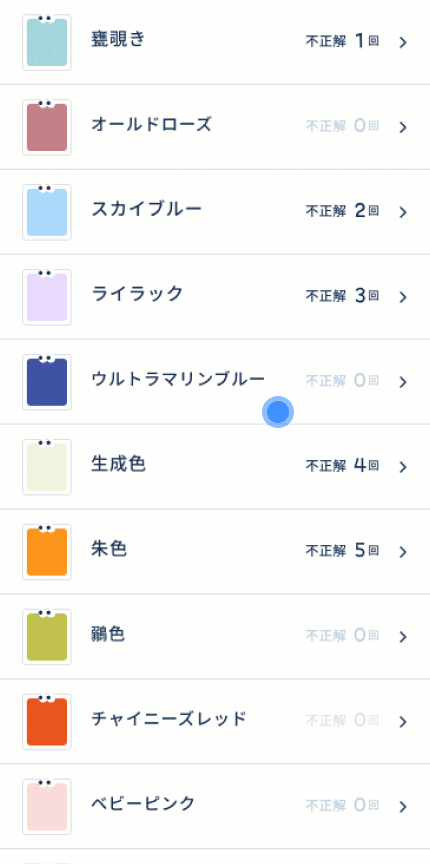 甕覗き 不正解 1回
オールドローズ 不正解 0回
スカイブルー 不正解 2回
ライラック 不正解 3回
ウルトラマリンブルー 不正解 0回
生成色 不正解 4回
朱色 不正解 5回
鶸色 不正解 0回
チャイニーズレッド 不正解 0回
ベビーピンク 不正解 0回